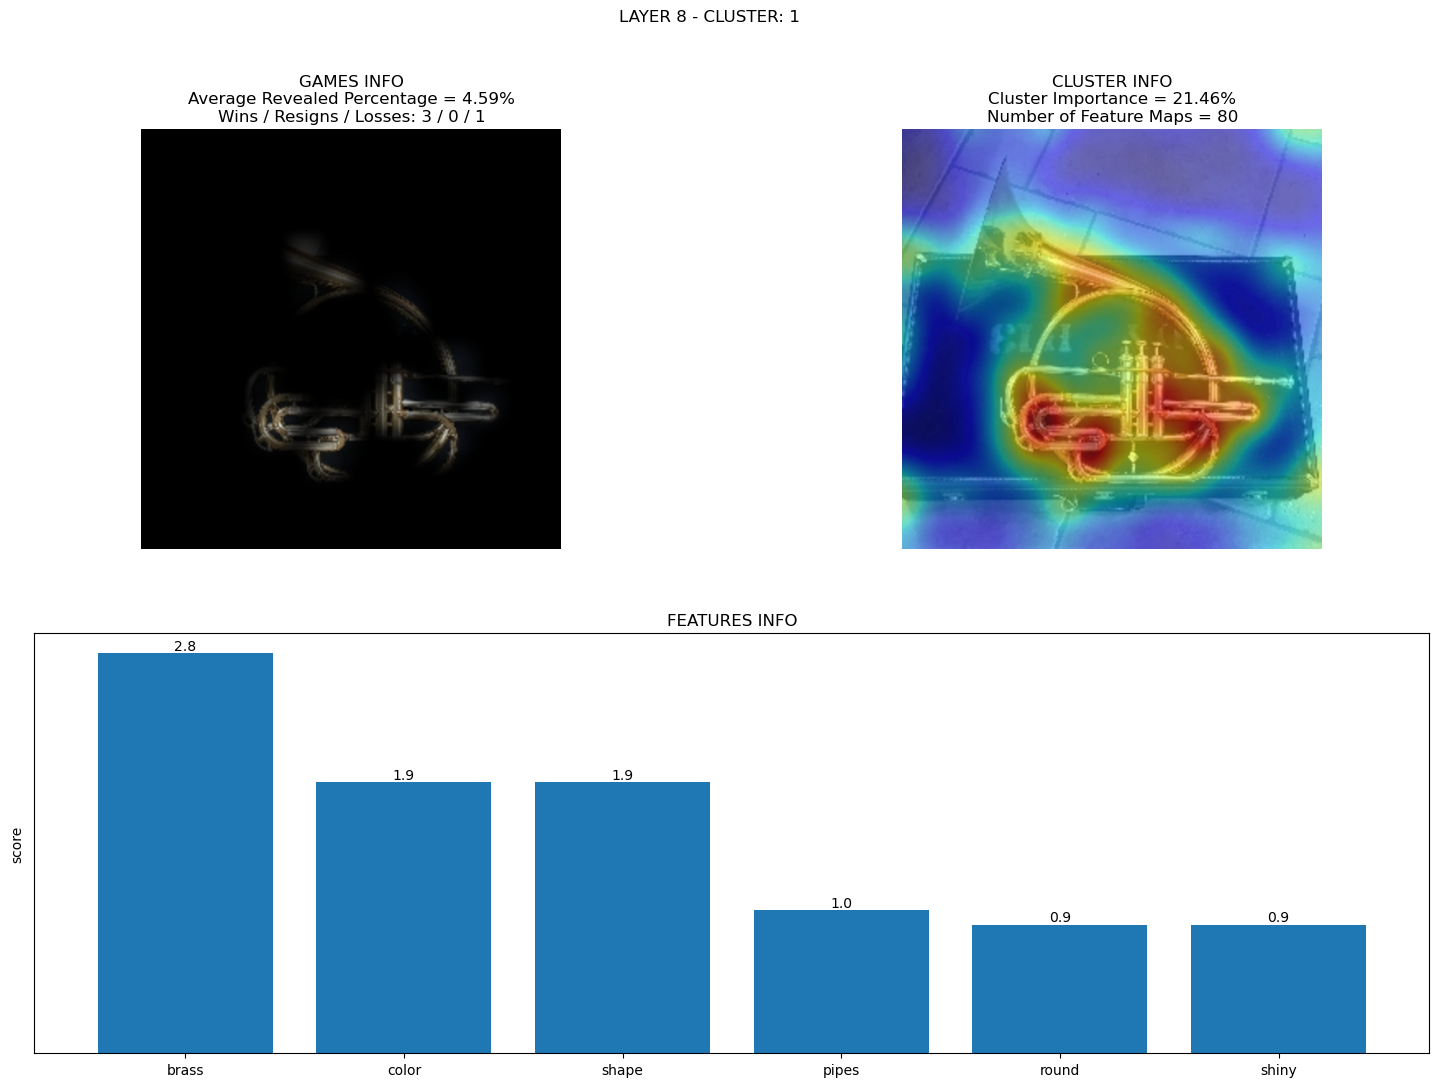 LAYER 8 - CLUSTER: 1
GAMES INFO
Average Revealed Percentage = 4.59%
Wins / Resigns / Losses: 3 / 0 / 1
CLUSTER INFO
Cluster Importance = 21.46%
Number of Feature Maps = 80
FEATURES INFO
score
2.8
1.9
1.9
1.0
0.9
0.9
brass
color
shape
pipes
round
shiny